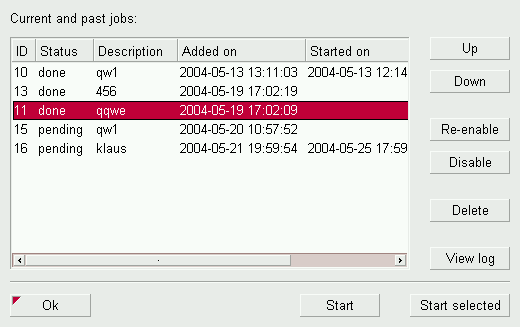 Current and past jobs:
ID Status Description Added on Started on
10 done qw1 2004-05-13 13:11:03 2004-05-13 12:14
13 done 456 2004-05-19 17:02:19
11 done qqwe 2004-05-19 17:02:09
15 pending qw1 2004-05-20 10:57:52
16 pending klaus 2004-05-21 19:59:54 2004-05-25 17:59
Up
Down
Re-enable
Disable
Delete
View log
Ok Start Start selected